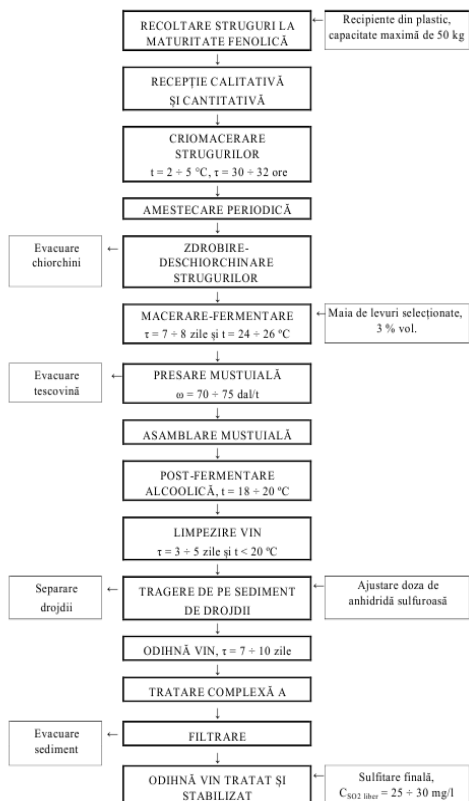 RECOLTARE STRUGURI LA
MATURITATE FENOLICĂ
←
Recipiente din plastic,
capacitate maximă de 50 kg
↓
RECEPȚIE CALITATIVĂ
ȘI CANTITATIVĂ
↓
CRIOMACERARE
STRUGURILOR
t = 2 ÷ 5 °C, τ = 30 ÷ 32 ore
↓
AMESTECARE PERIODICĂ
↓
Evacuare
chiorchini
←
ZDROBIRE-
DESCHIORCHINARE
STRUGURILOR
↓
MACERARE-FERMENTARE
τ = 7 ÷ 8 zile și t = 24 ÷ 26 °C
←
Maia de levuri selecționate,
3 % vol.
↓
Evacuare
tescovină
←
PRESARE MUSTUIALĂ
ω = 70 ÷ 75 dal/t
↓
ASAMBLARE MUSTUIALĂ
↓
POST-FERMENTARE
ALCOOLICĂ, t = 18 ÷ 20 °C
↓
LIMPEZIRE VIN
τ = 3 ÷ 5 zile și t < 20 °C
↓
Separare
drojdii
←
TRAGERE DE PE SEDIMENT
DE DROJDII
←
Ajustare doza de
anhidridă sulfuroasă
↓
ODIHNĂ VIN, τ = 7 ÷ 10 zile
↓
TRATARE COMPLEXĂ A
↓
Evacuare
sediment
←
FILTRARE
↓
ODIHNĂ VIN TRATAT ȘI
STABILIZAT
←
Sulfitare finală,
C SO2 liber = 25 ÷ 30 mg/l